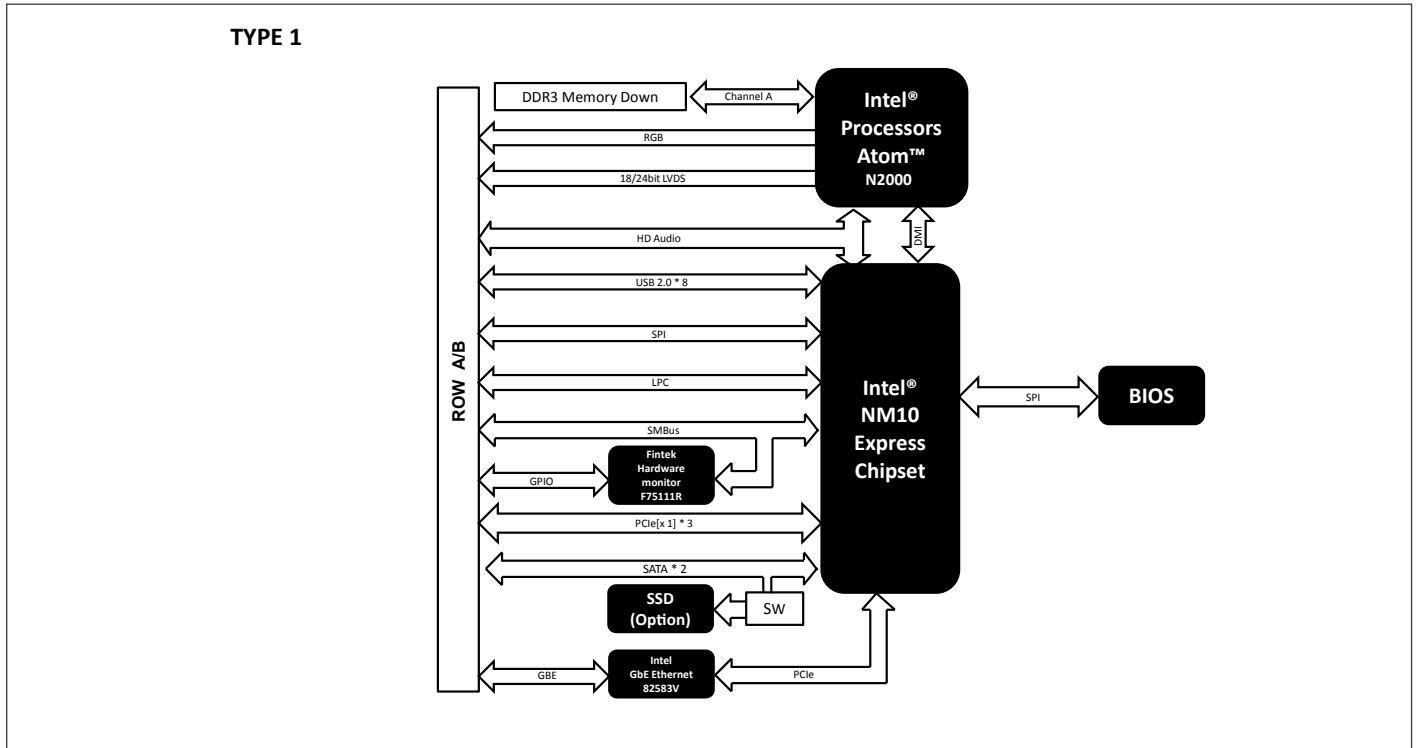 TYPE 1
DDR3 Memory Down
Channel A
Intel®
Processors
Atom™
N2000
RGB
18/24bit LVDS
HD Audio
DMI
USB 2.0 * 8
SPI
LPC
SMBus
ROW A/B
Intel®
NM10
Express
Chipset
SPI
BIOS
Fintek
Hardware
monitor
F75111R
GPIO
PCIe[x 1] * 3
SATA * 2
SSD
(Option)
SW
Intel
GbE Ethernet
82583V
GBE
PCIe